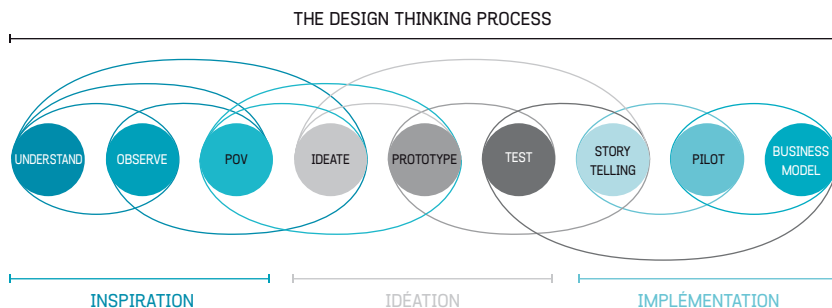 THE DESIGN THINKING PROCESS
UNDERSTAND
OBSERVE
POV
IDEATE
PROTOTYPE
TEST
STORY
TELLING
PILOT
BUSINESS
MODEL
INSPIRATION
IDÉATION
IMPLÉMENTATION